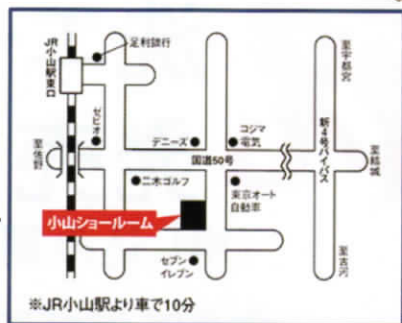 足利銀行
JR小山駅東口
至宇都宮
ゼビオ
デニーズ
コジマ
電気
新4号バイパス
至佐野
国道50号
至結城
二木ゴルフ
東京オート
自動車
小山ショールーム
至古河
セブン
イレブン
※JR小山駅より車で10分